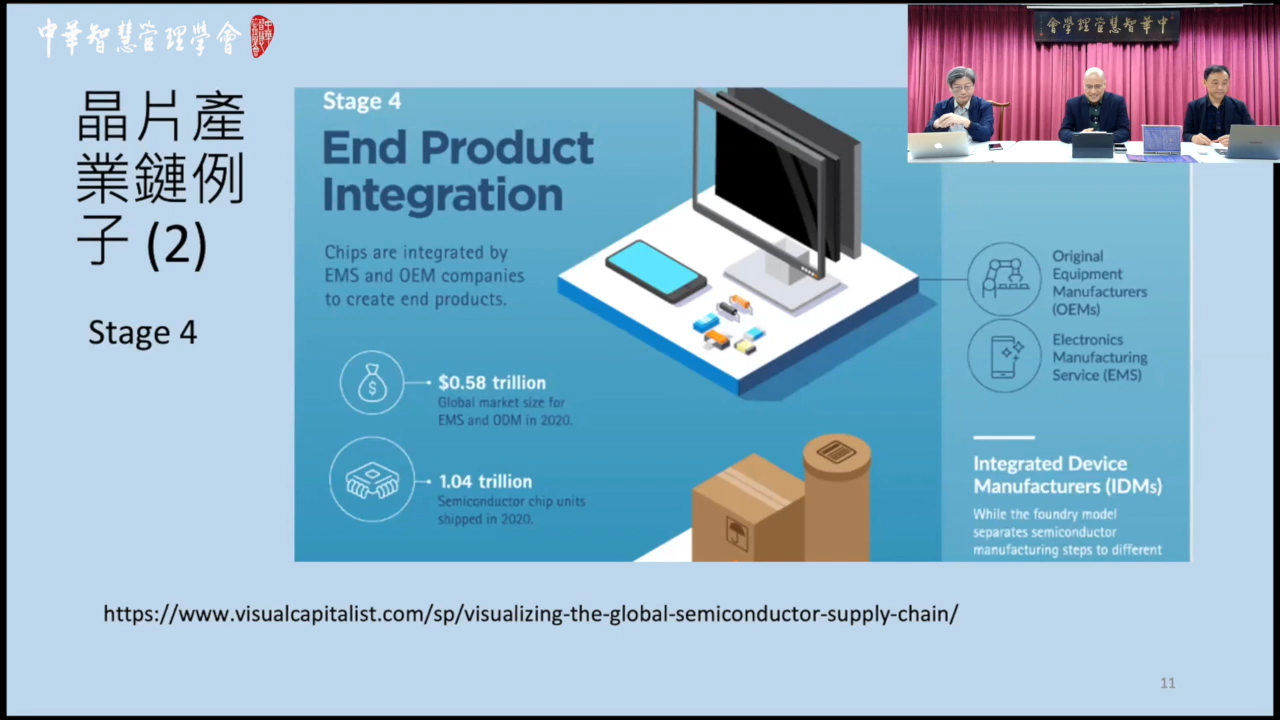 中華智慧管理學會
會學理管慧智華中
晶片產
業鏈例
子 (2)
Stage 4
Stage 4
End Product
Integration
Chips are integrated by
EMS and OEM companies
to create end products.
$0.58 trillion
Global market size for
EMS and ODM in 2020.
1.04 trillion
Semiconductor chip units
shipped in 2020.
Original
Equipment
Manufacturers
(OEMs)
Electronics
Manufacturing
Service (EMS)
Integrated Device
Manufacturers (IDMs)
While the foundry model
separates semiconductor
manufacturing steps to different
https://www.visualcapitalist.com/sp/visualizing-the-global-semiconductor-supply-chain/
11